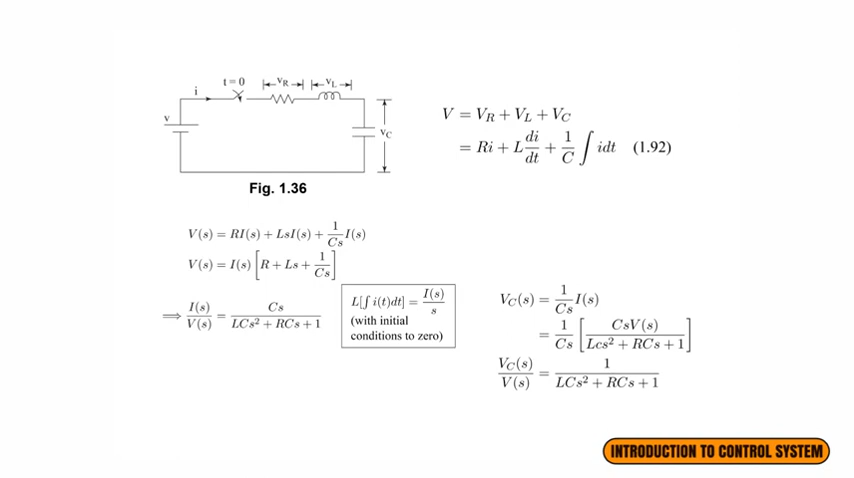 t = 0
v_R
v_L
i
v
v_C
Fig. 1.36
V = V_R + V_L + V_C
= Ri + L di/dt + 1/C ∫ idt (1.92)
V(s) = RI(s) + LsI(s) + 1/Cs I(s)
V(s) = I(s) [R + Ls + 1/Cs]
⟹ I(s)/V(s) = Cs/LCs² + RCs + 1
L[∫ i(t)dt] = I(s)/s
(with initial
conditions to zero)
V_C(s) = 1/Cs I(s)
= 1/Cs [CsV(s)/Lcs² + RCs + 1]
V_C(s)/V(s) = 1/LCs² + RCs + 1
INTRODUCTION TO CONTROL SYSTEM